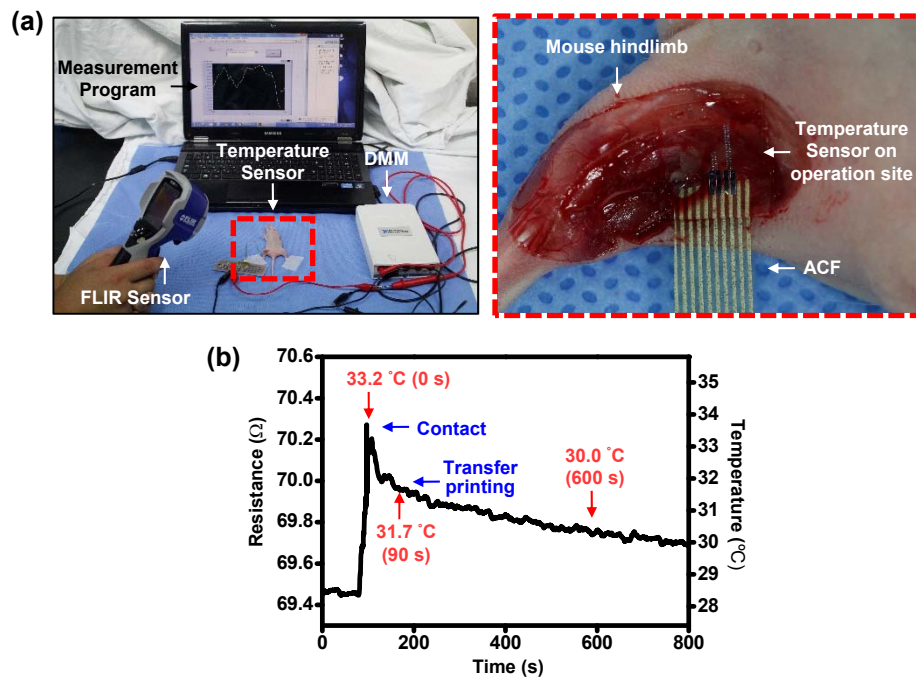 (a)
Measurement
Program
Temperature
Sensor
DMM
FLIR Sensor
FLIR
SAMSUNG
Mouse hindlimb
Temperature
Sensor on
operation site
ACF
(b)
70.6
70.4
70.2
70.0
69.8
69.6
69.4
Resistance (Ω)
33.2 °C (0 s)
Contact
Transfer
printing
31.7 °C
(90 s)
30.0 °C
(600 s)
35
34
33
32
31
30
29
28
Temperature (°C)
0
200
400
600
800
Time (s)